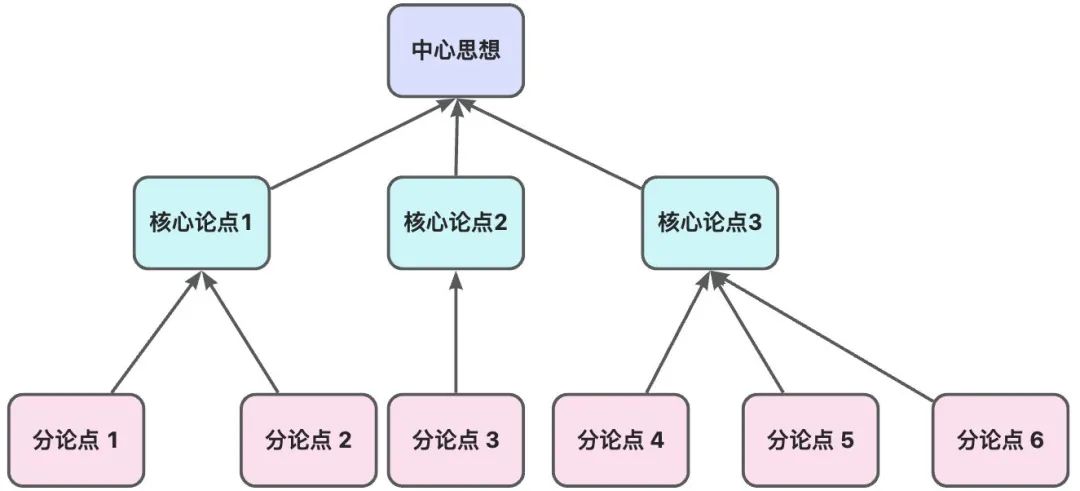 中心思想
核心论点1
核心论点2
核心论点3
分论点 1
分论点 2
分论点 3
分论点 4
分论点 5
分论点 6